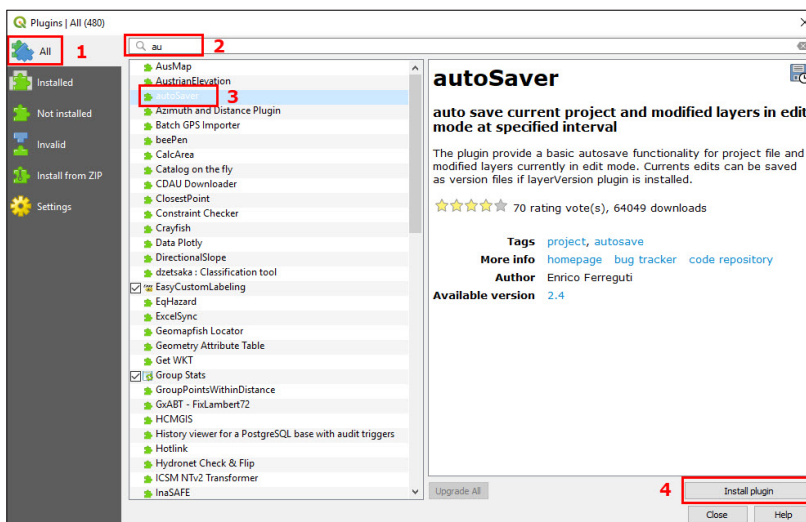 Plugins | All (480)
All
1
au
2
Installed
Not installed
Invalid
Install from ZIP
Settings
AusMap
AustrianElevation
autoSaver
3
Azimuth and Distance Plugin
Batch GPS Importer
beePen
CalcArea
Catalog on the fly
CDAU Downloader
ClosestPoint
Constraint Checker
Crayfish
Data Plotly
DirectionalSlope
dzetsaka : Classification tool
EasyCustomLabeling
EqHazard
ExcelSync
Geomapfish Locator
Geometry Attribute Table
Get WKT
Group Stats
GroupPointsWithinDistance
GxABT - FixLambert72
HCMGIS
History viewer for a PostgreSQL base with audit triggers
Hotlink
Hydronet Check & Flip
ICSM NTv2 Transformer
InaSAFE
autoSaver
auto save current project and modified layers in edit
mode at specified interval
The plugin provide a basic autosave functionality for project file and
modified layers currently in edit mode. Currents edits can be saved
as version files if layerVersion plugin is installed.
70 rating vote(s), 64049 downloads
Tags project, autosave
More info homepage bug tracker code repository
Author Enrico Ferreguti
Available version 2.4
Upgrade All
4
Install plugin
Close
Help